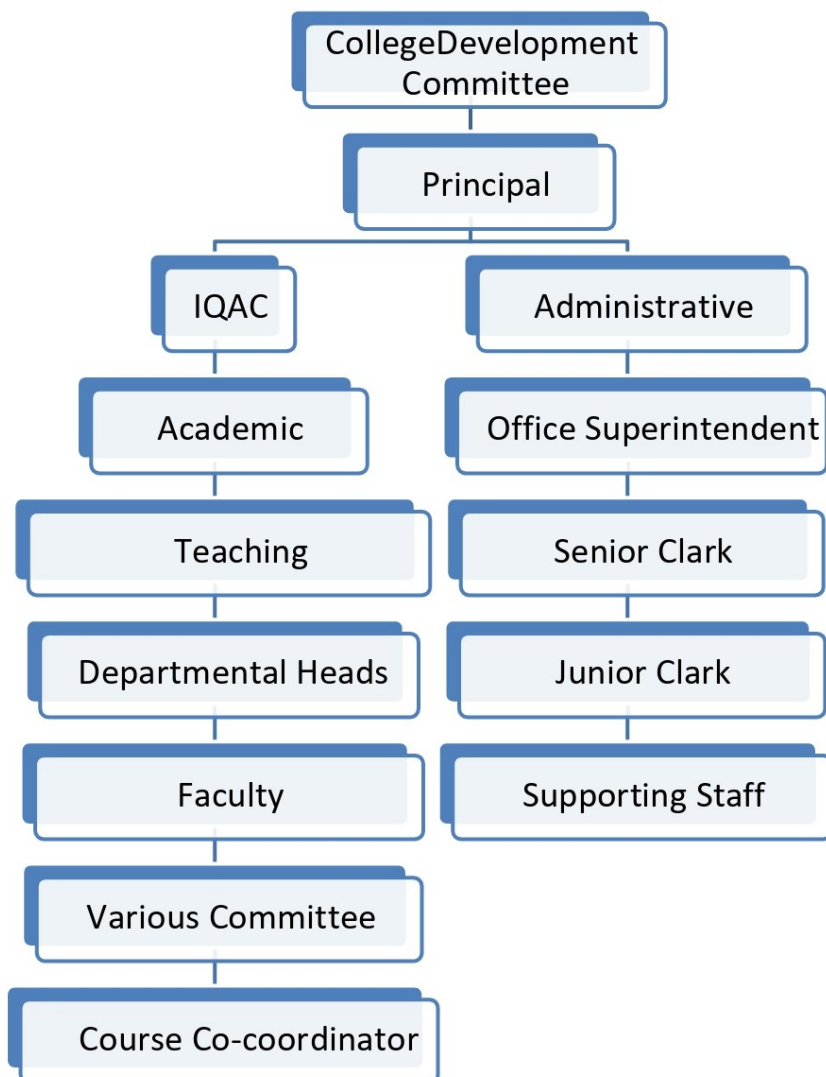 CollegeDevelopment
Committee
Principal
IQAC
Administrative
Academic
Office Superintendent
Teaching
Senior Clark
Departmental Heads
Junior Clark
Faculty
Supporting Staff
Various Committee
Course Co-coordinator